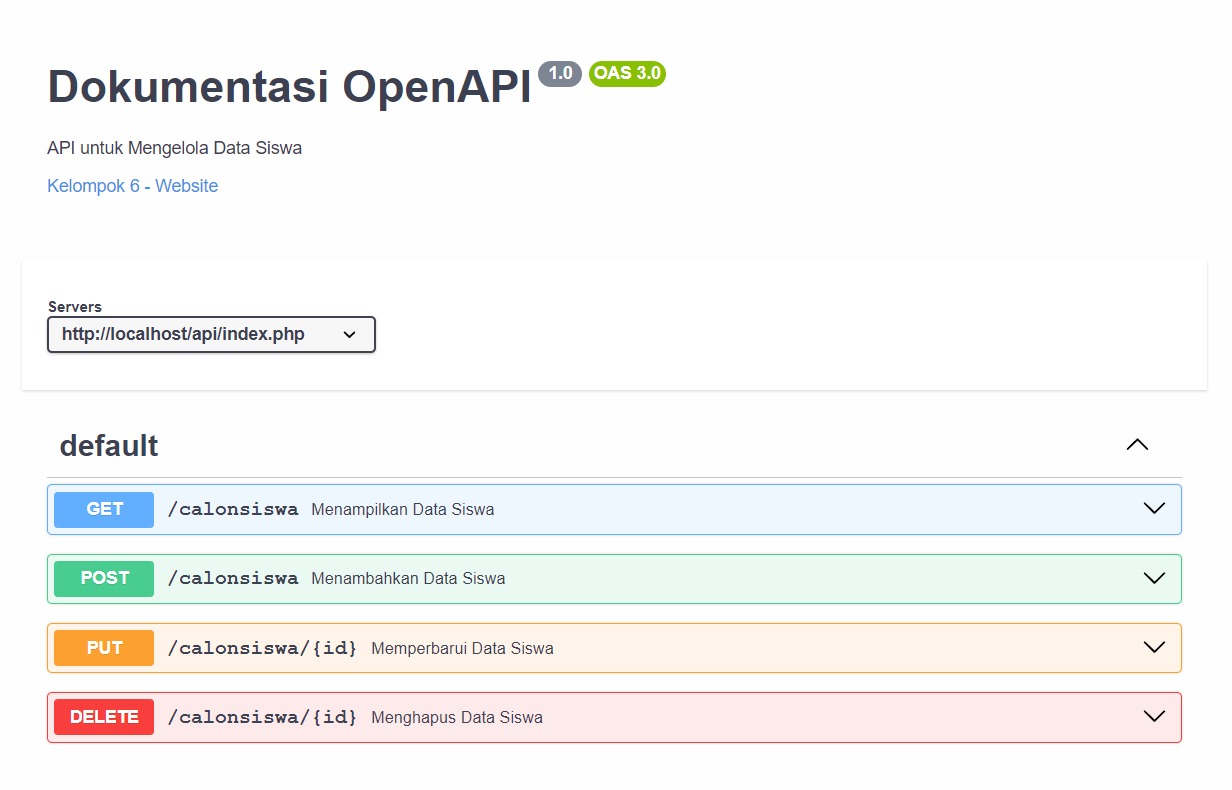 Dokumentasi OpenAPI 1.0 OAS 3.0
API untuk Mengelola Data Siswa
Kelompok 6 - Website
Servers
http://localhost/api/index.php
default
GET /calonsiswa Menampilkan Data Siswa
POST /calonsiswa Menambahkan Data Siswa
PUT /calonsiswa/{id} Memperbarui Data Siswa
DELETE /calonsiswa/{id} Menghapus Data Siswa